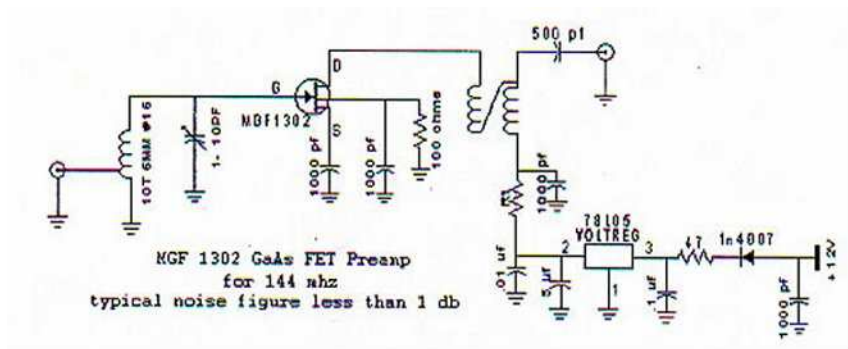 500 pf
D
G
MGF1302
S
10T 6MM #16
1- 10PF
1000 pf
1000 pf
100 ohms
1000 pf
78L05
VOLTREG
2
3
1
47
1n4007
+12V
.01 uf
.5 uf
.1 uf
1000 pf
MGF 1302 GaAs FET Preamp
for 144 mhz
typical noise figure less than 1 db